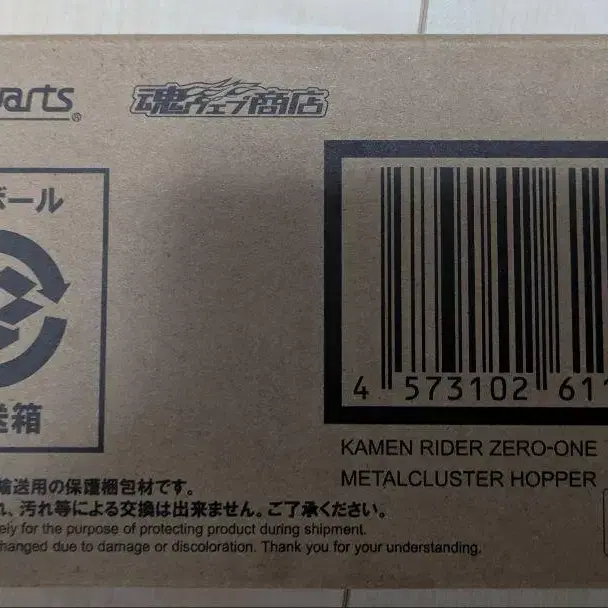 arts®
魂ウェブ商店
ボール
箱
4 573102 611
KAMEN RIDER ZERO-ONE
METALCLUSTER HOPPER
輸送用の保護梱包材です。
、汚れ等による交換は出来ません。ご了承ください。
ely for the purpose of protecting product during shipment.
hanged due to damage or discoloration. Thank you for your understanding.